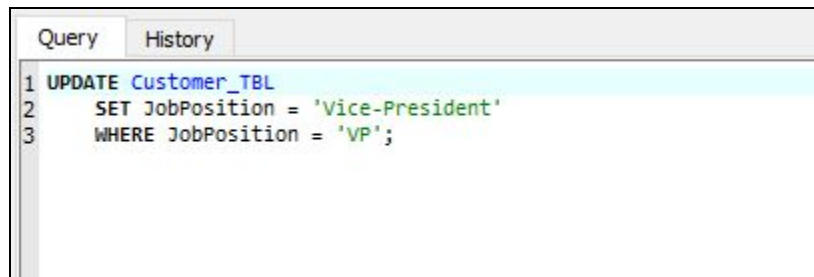 Query History
1 UPDATE Customer_TBL
2 SET JobPosition = 'Vice-President'
3 WHERE JobPosition = 'VP';